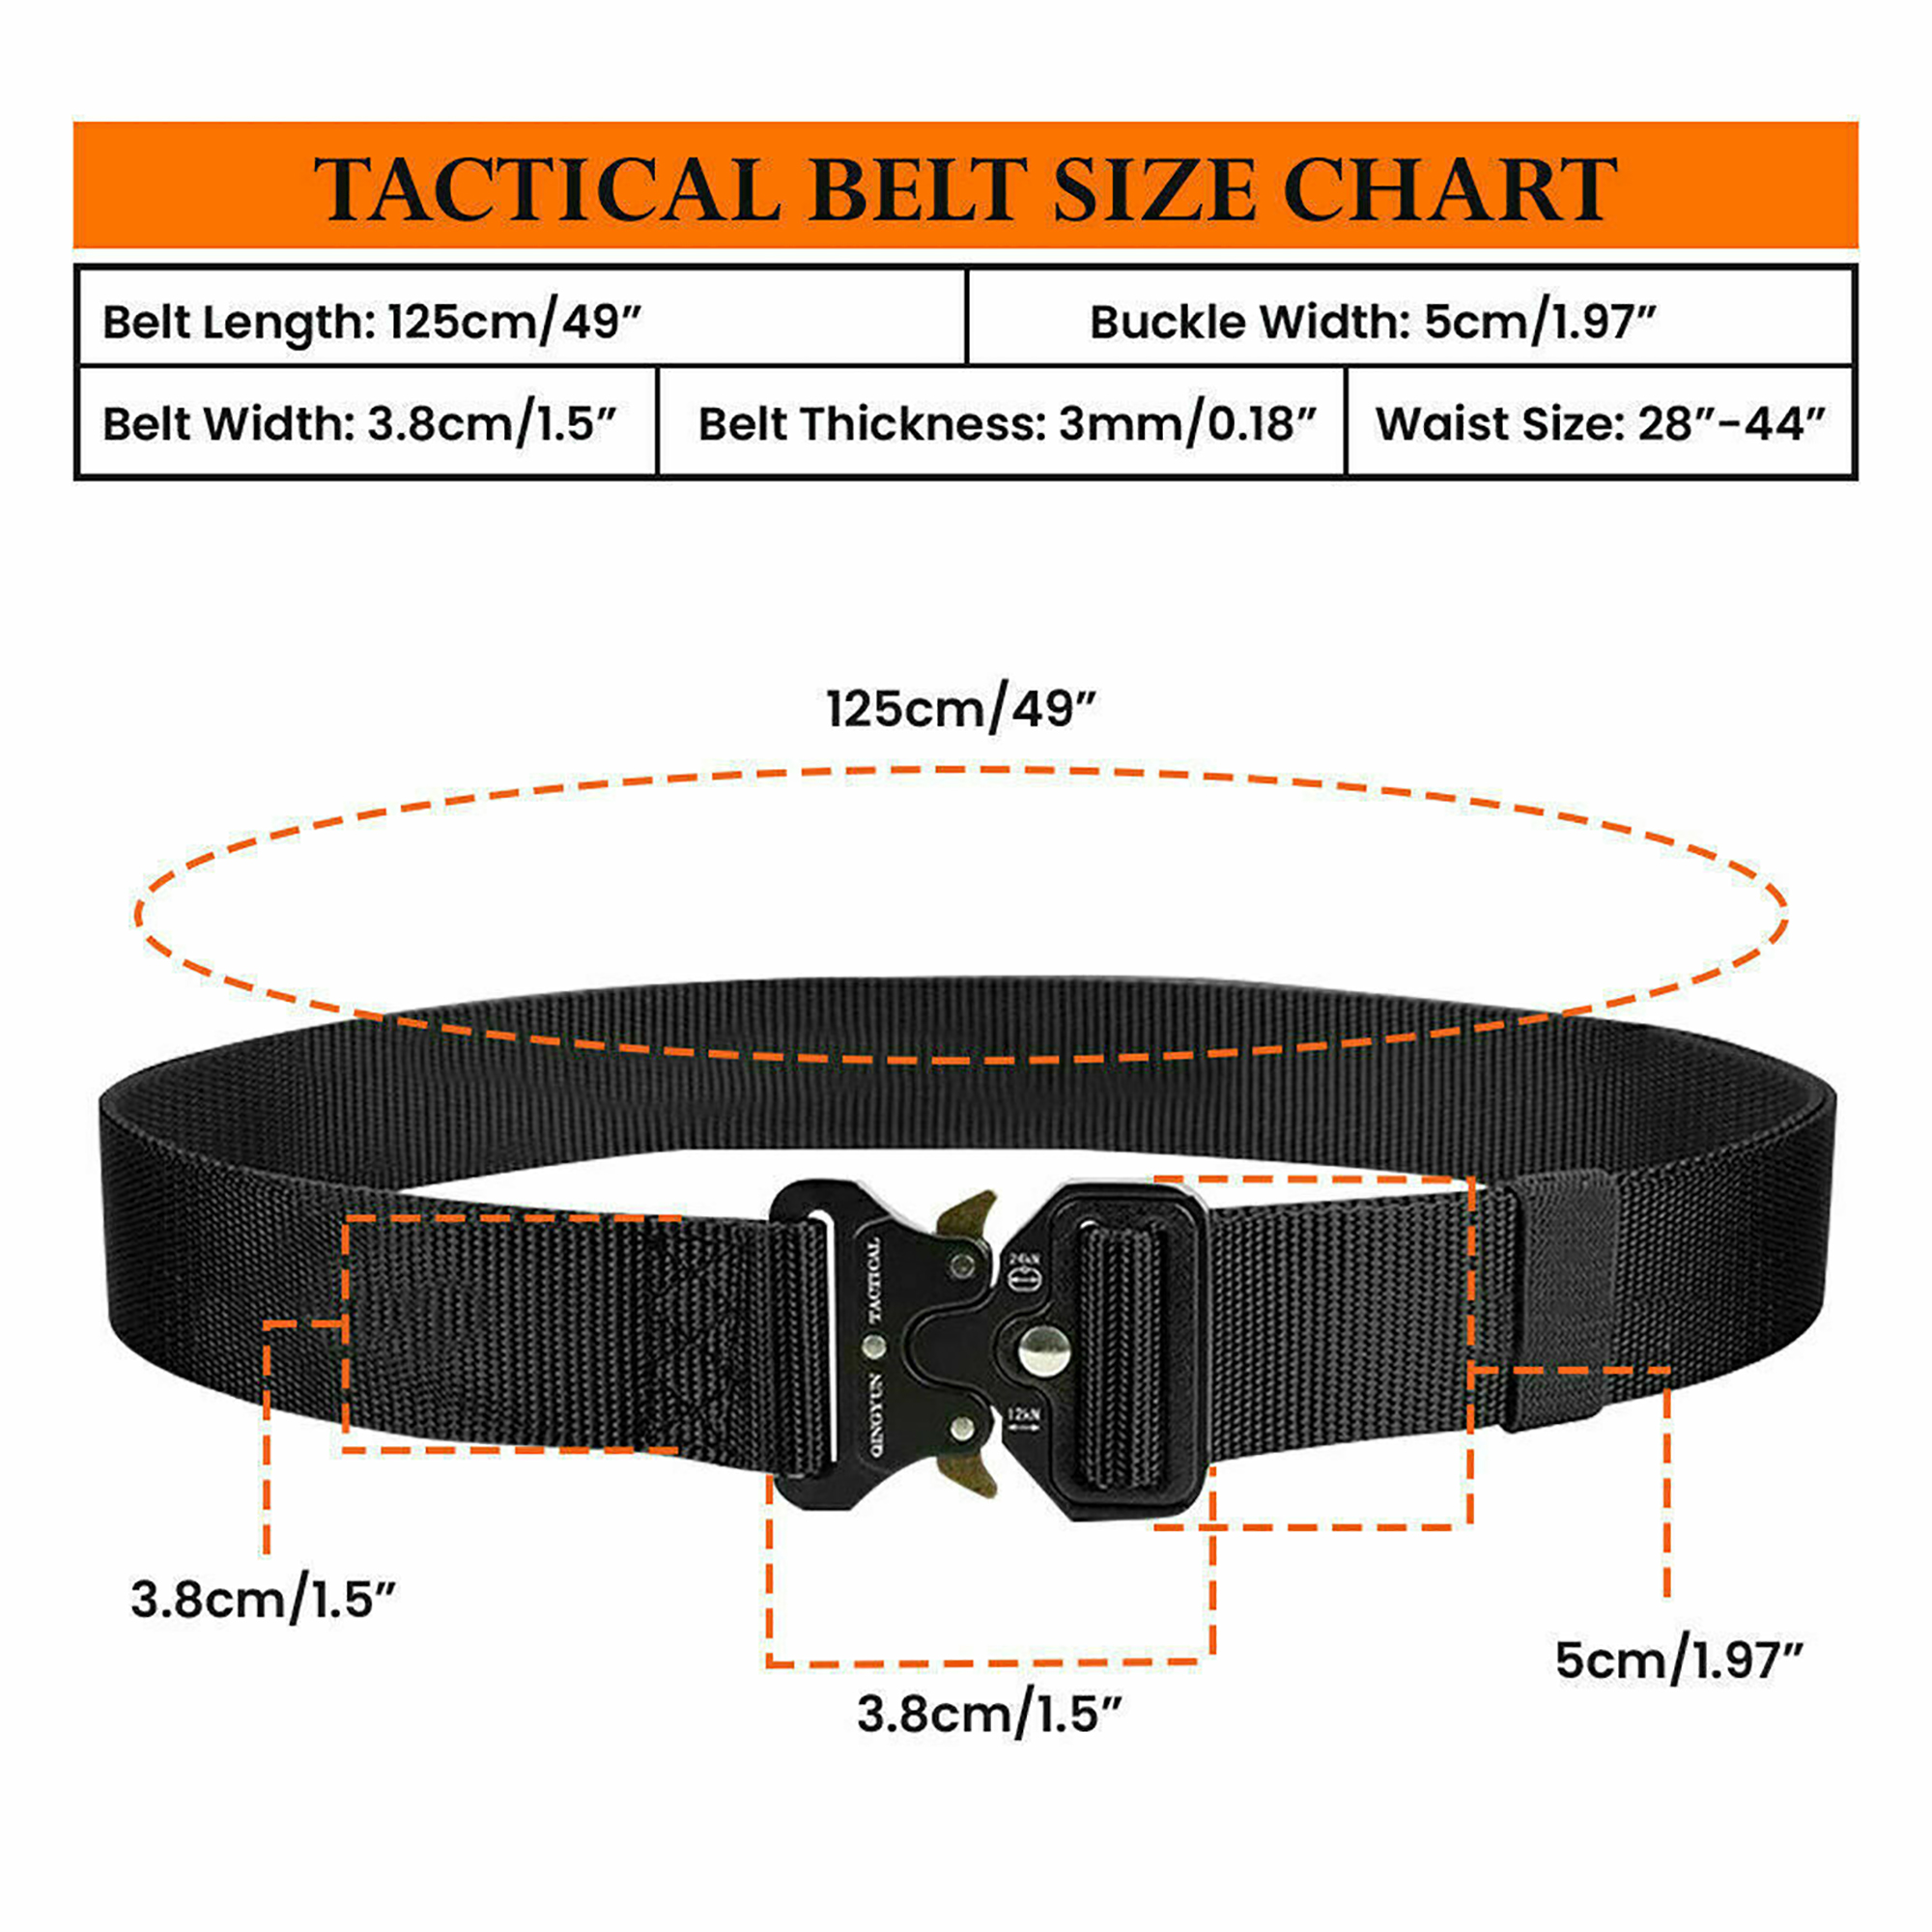 TACTICAL BELT SIZE CHART
Belt Length: 125cm/49”
Buckle Width: 5cm/1.97”
Belt Width: 3.8cm/1.5”
Belt Thickness: 3mm/0.18”
Waist Size: 28”-44”
125cm/49”
QINGYUN TACTICAL
24kN
12kN
3.8cm/1.5”
3.8cm/1.5”
5cm/1.97”